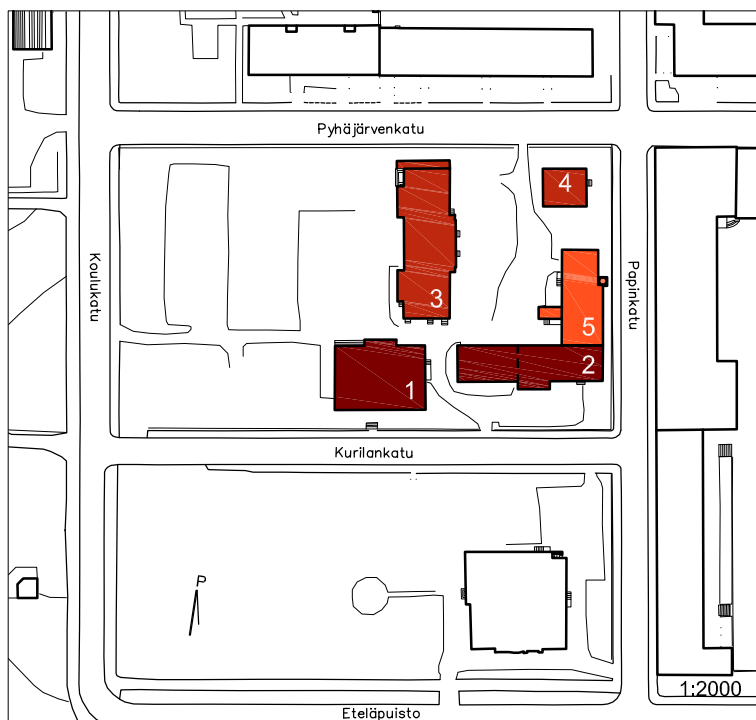 Pyhäjärvenkatu
4
Koulukatu
Papinkatu
3
5
2
1
Kurilankatu
P
1:2000
Eteläpuisto